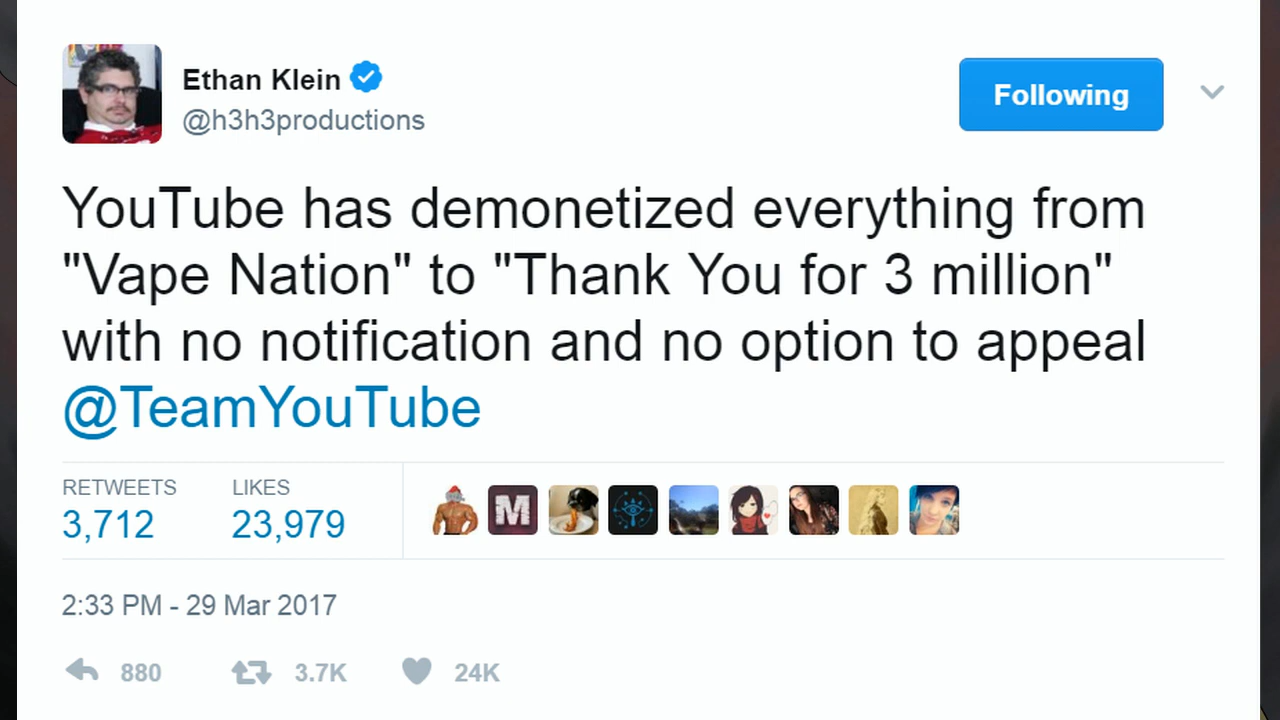 Ethan Klein
@h3h3productions
Following
YouTube has demonetized everything from
"Vape Nation" to "Thank You for 3 million"
with no notification and no option to appeal
@TeamYouTube
RETWEETS LIKES
3,712 23,979
M
2:33 PM - 29 Mar 2017
880 3.7K 24K